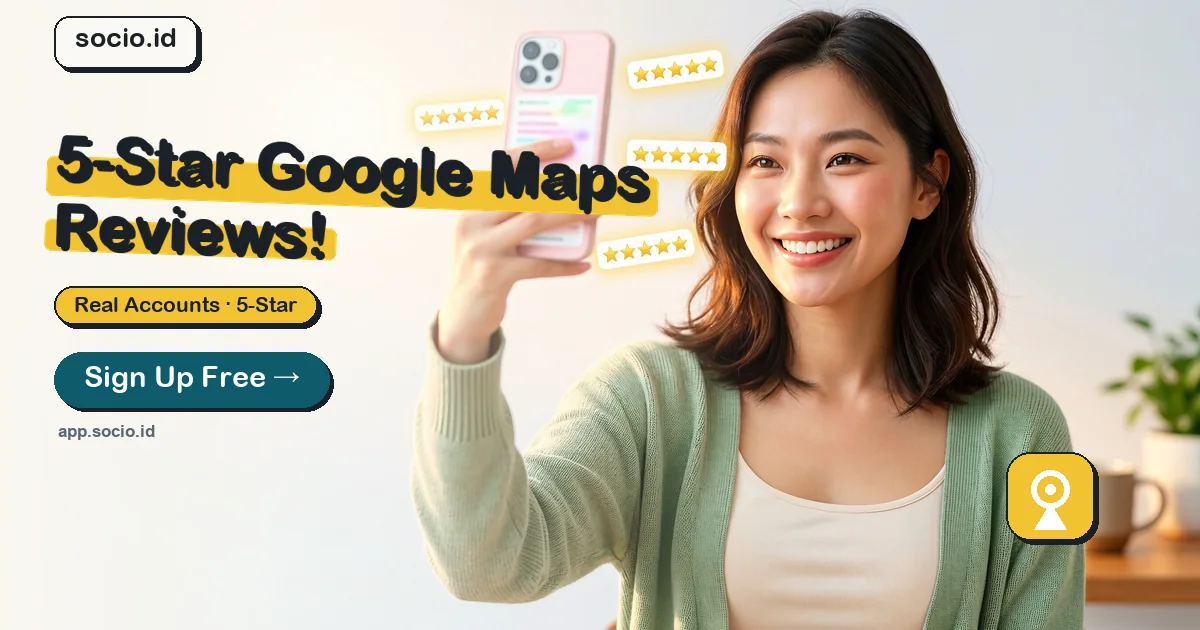 socio.id
5-Star Google Maps
Reviews!
Real Accounts · 5-Star
Sign Up Free →
app.socio.id